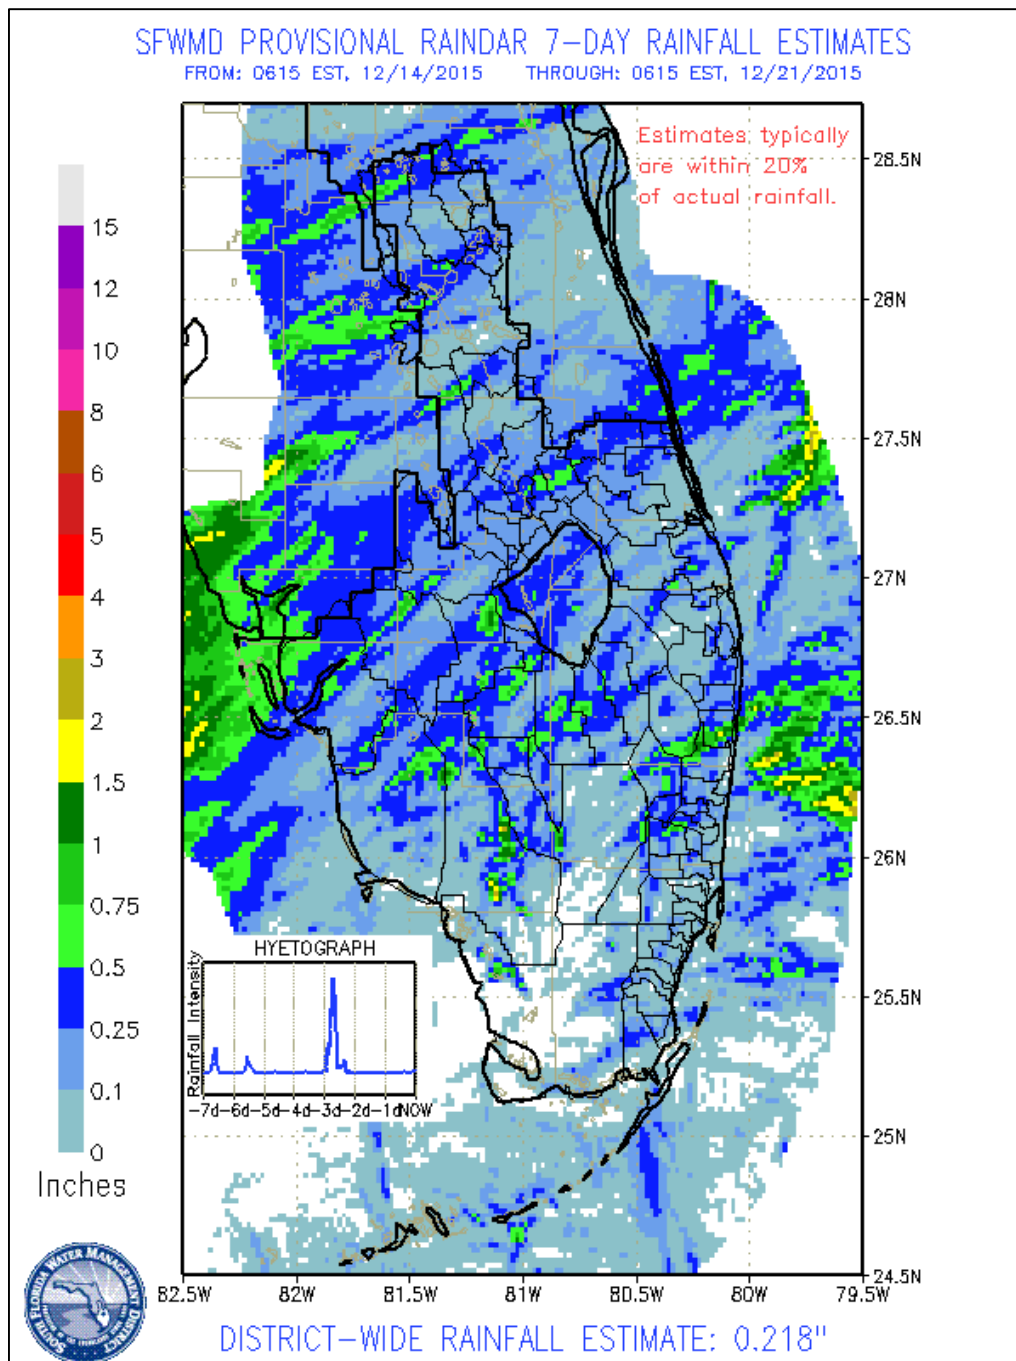 SFWMD PROVISIONAL RAINDAR 7-DAY RAINFALL ESTIMATES
FROM: 0615 EST, 12/14/2015 THROUGH: 0615 EST, 12/21/2015
Estimates typically
are within 20%
of actual rainfall.
28.5N
28N
27.5N
27N
26.5N
26N
25.5N
25N
24.5N
15
12
10
8
6
5
4
3
2
1.5
1
0.75
0.5
0.25
0.1
0
Inches
HYETOGRAPH
Rainfall Intensity
-7d-6d-5d-4d-3d-2d-1dNOW
82.5W 82W 81.5W 81W 80.5W 80W 79.5W
SOUTH FLORIDA WATER MANAGEMENT DISTRICT
DISTRICT-WIDE RAINFALL ESTIMATE: 0.218"